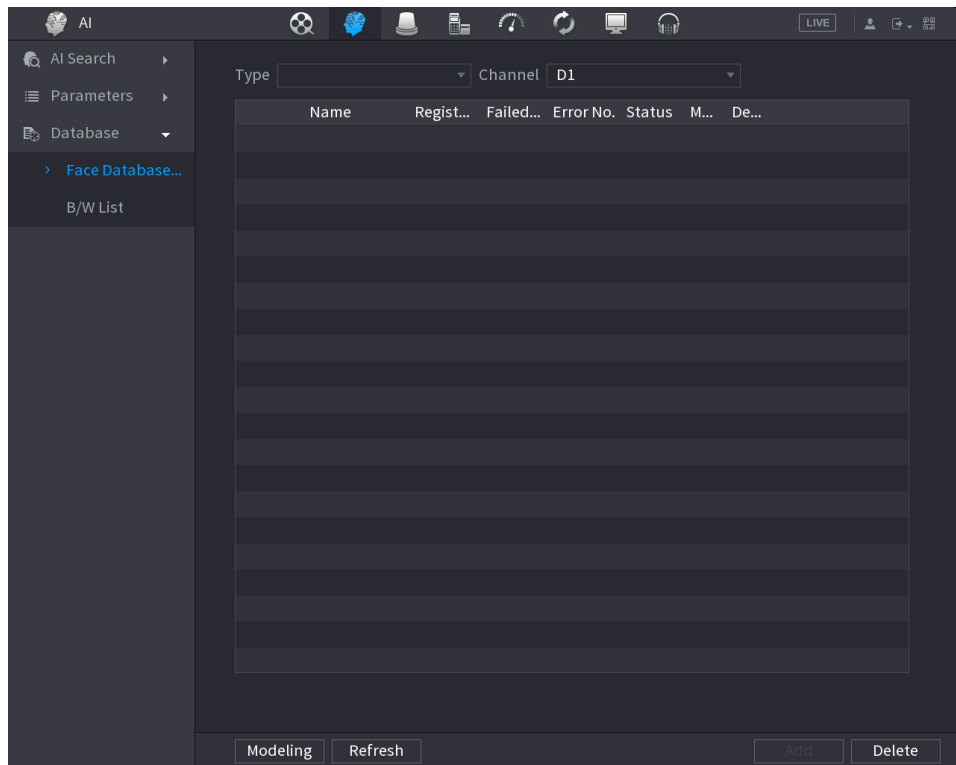 AI LIVE
AI Search
Parameters
Database
Face Database...
B/W List
Type Channel D1
Name Regist... Failed... Error No. Status M... De...
Modeling Refresh Add Delete